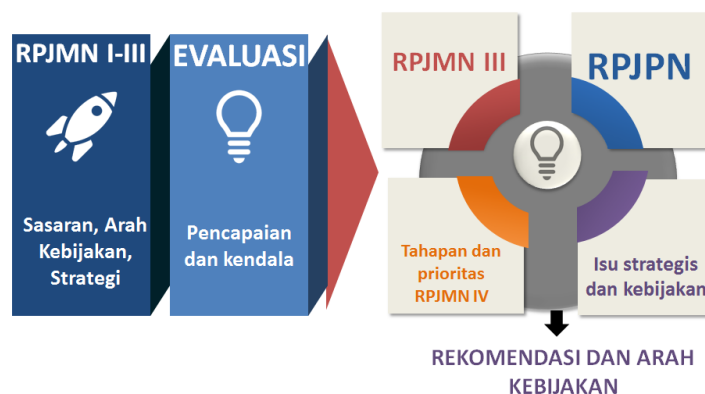 RPJMN I-III
Sasaran, Arah
Kebijakan,
Strategi
EVALUASI
Pencapaian
dan kendala
RPJMN III
RPJPN
Tahapan dan
prioritas
RPJMN IV
Isu strategis
dan kebijakan
REKOMENDASI DAN ARAH
KEBIJAKAN